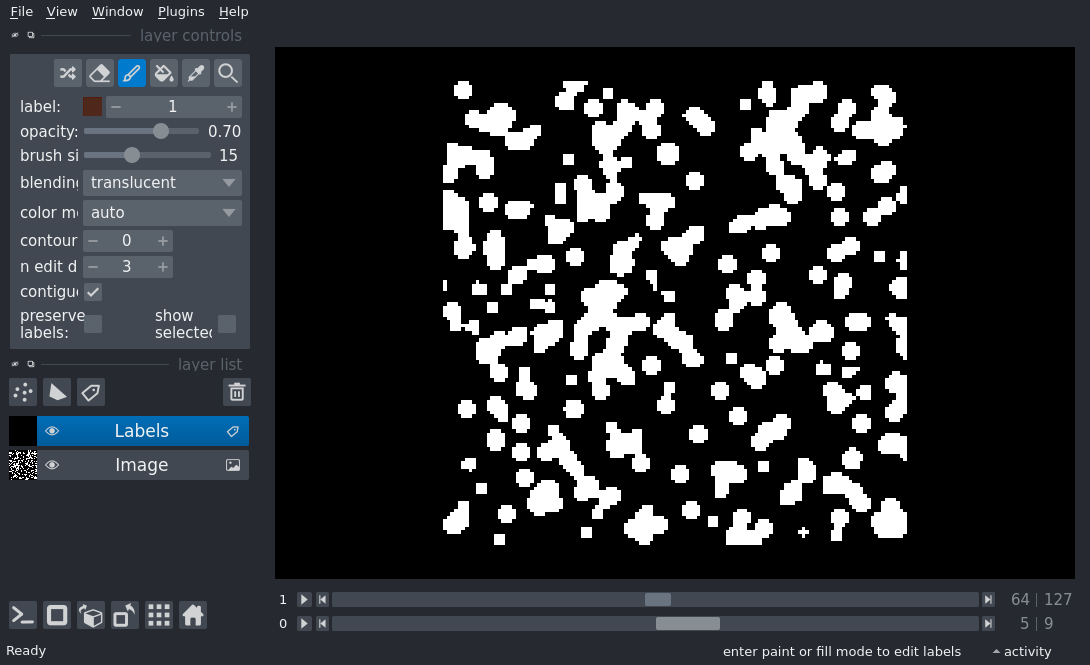 File View Window Plugins Help
layer controls
label: 1
opacity: 0.70
brush si 15
blending translucent
color m auto
contour 0
n edit d 3
contigu
preserve labels: show selected
layer list
Labels
Image
1 64 | 127
0 5 | 9
Ready enter paint or fill mode to edit labels activity